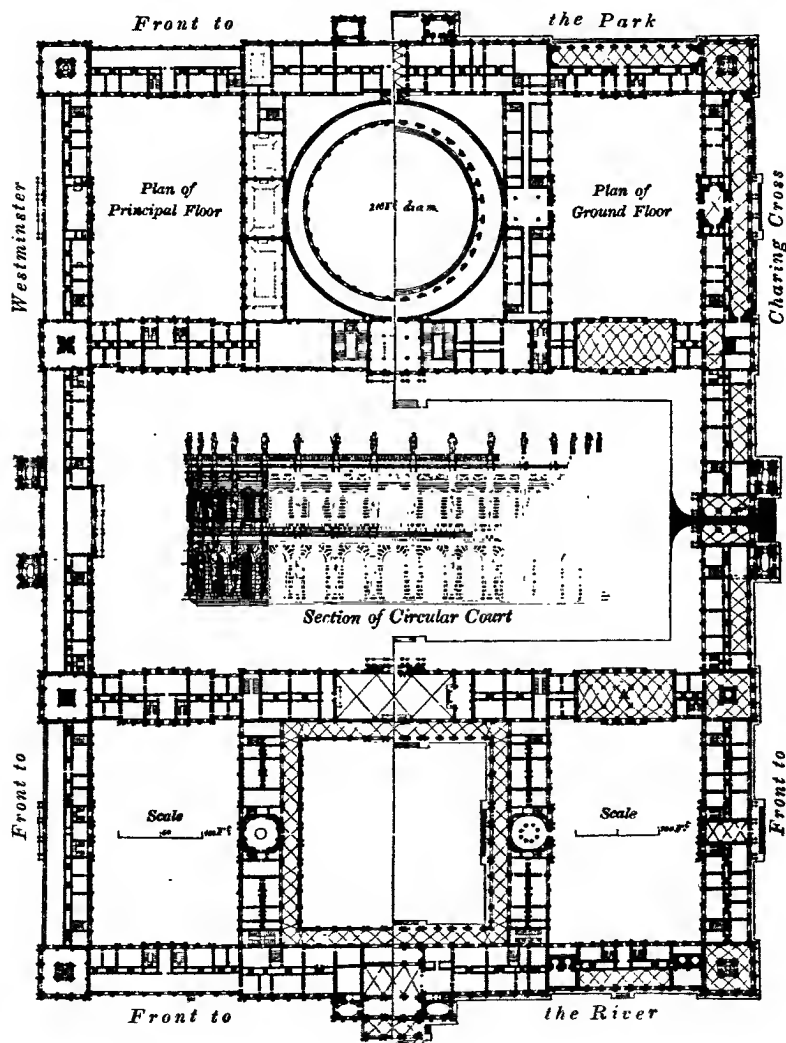 Front to
the Park
Plan of
Principal Floor
Plan of
Ground Floor
Westminster
Charing Cross
diam
Section of Circular Court
Front to
Front to
Scale
Scale
Front to
the River